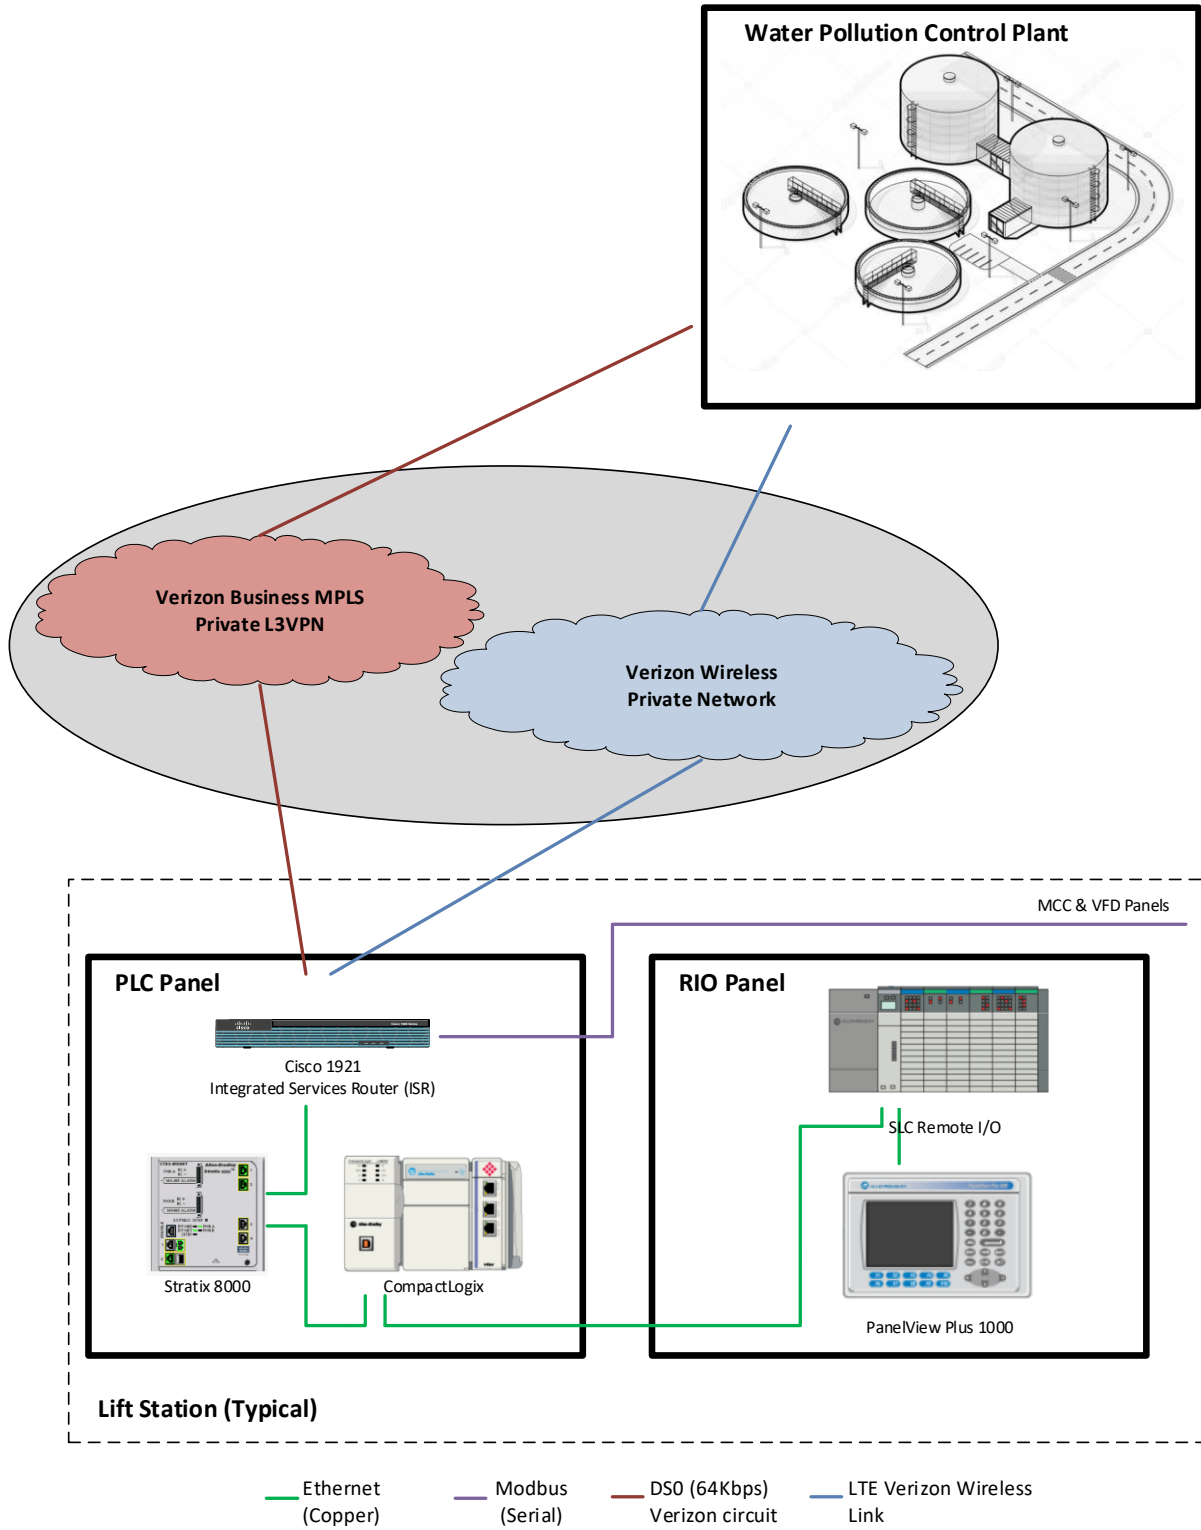 Water Pollution Control Plant
Verizon Business MPLS
Private L3VPN
Verizon Wireless
Private Network
MCC & VFD Panels
PLC Panel
RIO Panel
Cisco 1921
Integrated Services Router (ISR)
SLC Remote I/O
Stratix 8000
CompactLogix
PanelView Plus 1000
Lift Station (Typical)
Ethernet
(Copper)
Modbus
(Serial)
DS0 (64Kbps)
Verizon circuit
LTE Verizon Wireless
Link